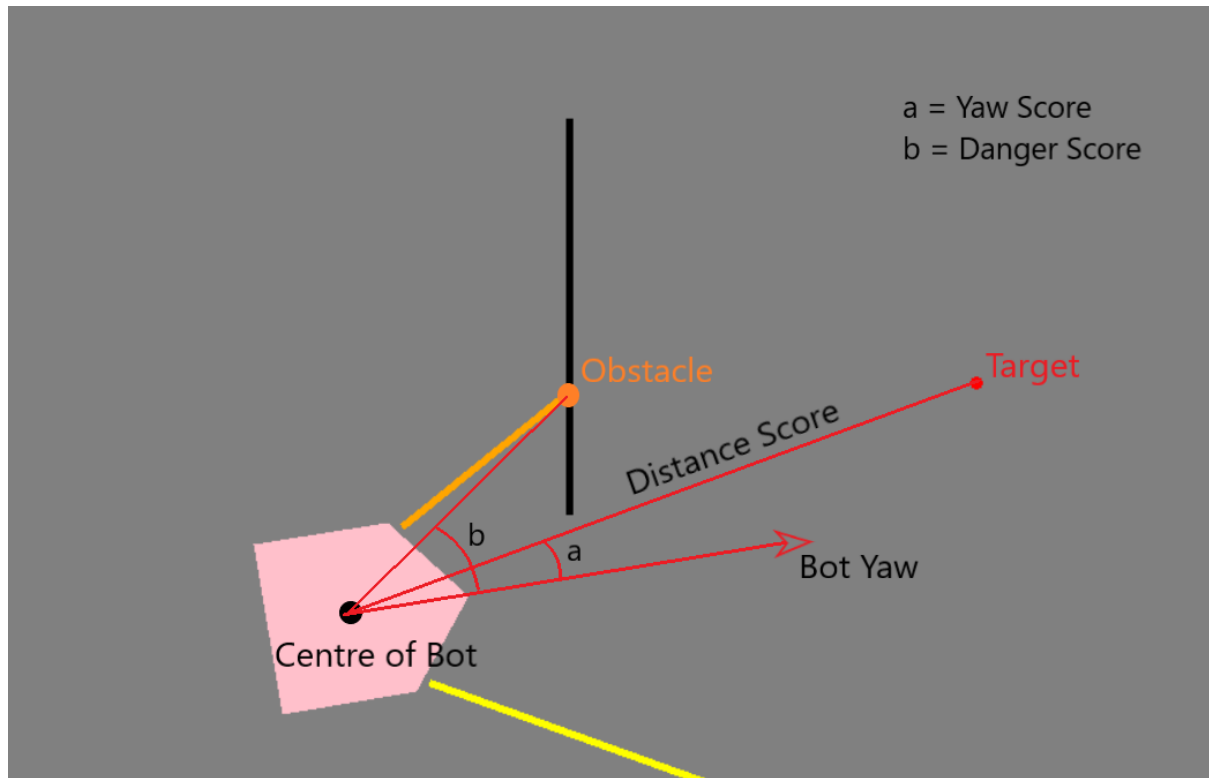 a = Yaw Score
b = Danger Score
Obstacle
Target
Distance Score
b
a
Bot Yaw
Centre of Bot